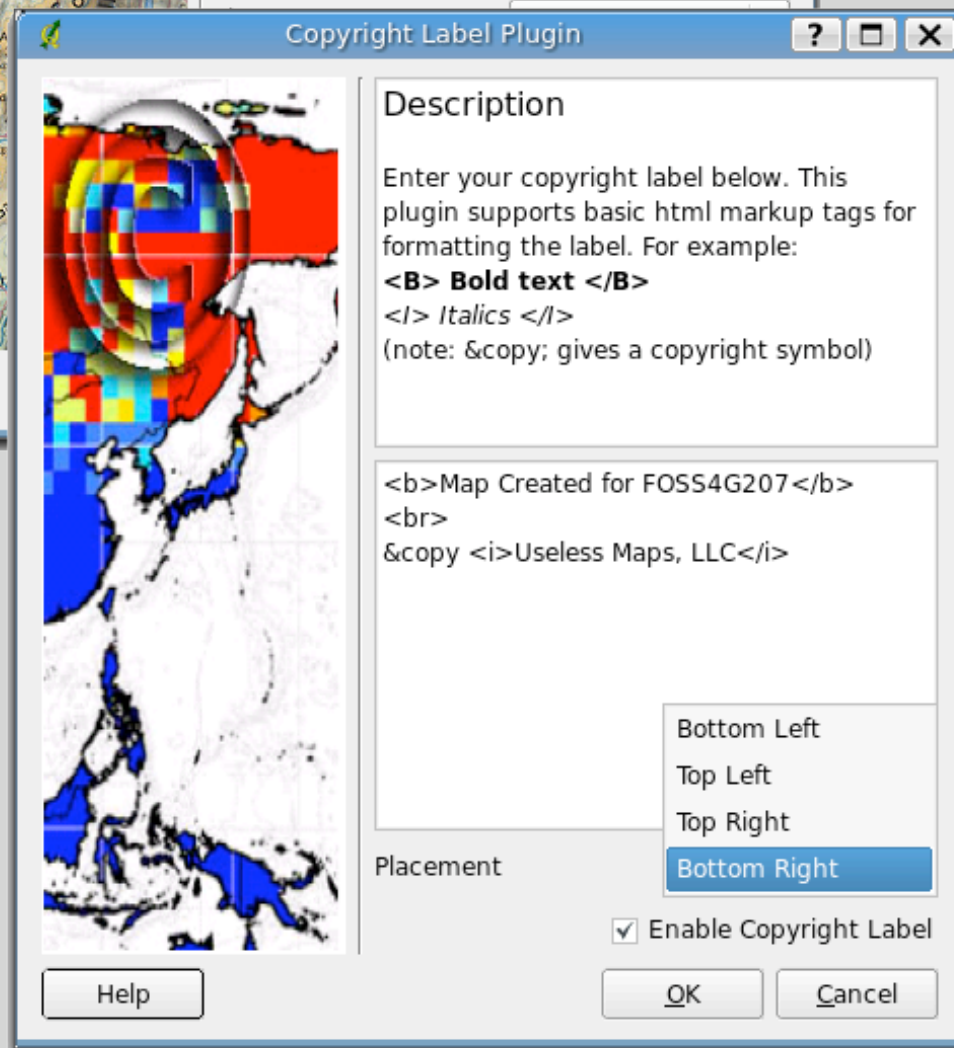 Copyright Label Plugin
Description
Enter your copyright label below. This
plugin supports basic html markup tags for
formatting the label. For example:
<B> Bold text </B>
<I> Italics </I>
(note: &copy; gives a copyright symbol)
<b>Map Created for FOSS4G207</b>
<br>
&copy <i>Useless Maps, LLC</i>
Bottom Left
Top Left
Top Right
Placement
Bottom Right
Enable Copyright Label
Help
OK
Cancel